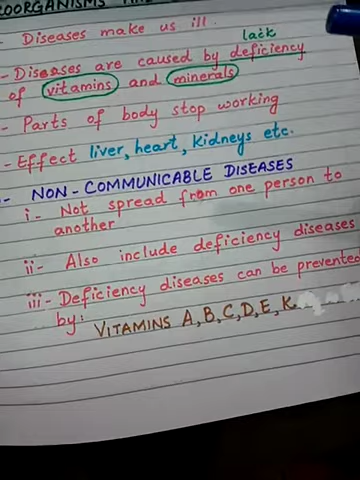 - Diseases make us ill.
lack
- Diseases are caused by deficiency
of vitamins and minerals
- Parts of body stop working
- Effect liver, heart, kidneys etc.
- NON-COMMUNICABLE DISEASES
i- Not spread from one person to
another
ii- Also include deficiency diseases
iii- Deficiency diseases can be prevented
by: VITAMINS A, B, C, D, E, K